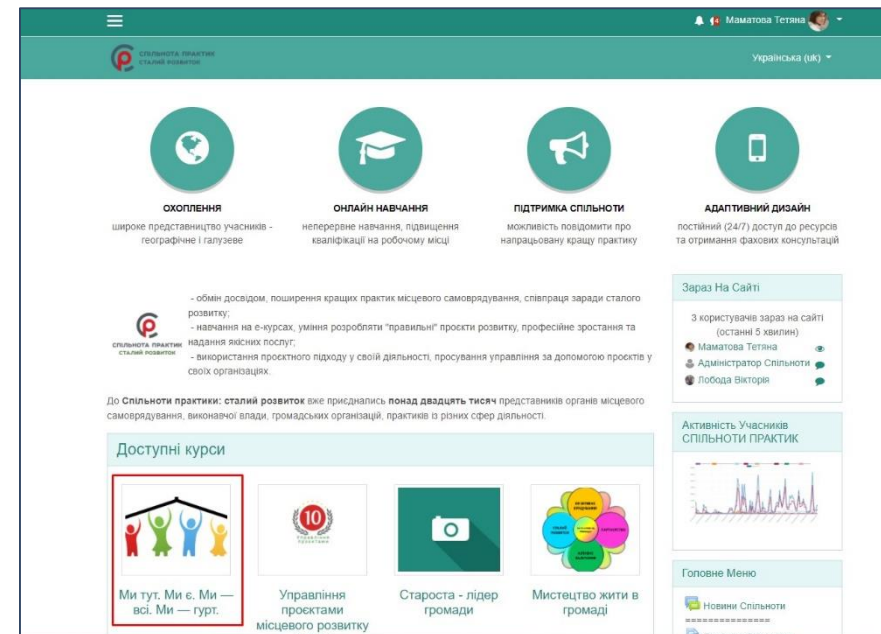 Маматова Тетяна
СПІЛЬНОТА ПРАКТИК
СТАЛИЙ РОЗВИТОК
Українська (uk)
ОХОПЛЕННЯ
широке представництво учасників -
географічне і галузеве
ОНЛАЙН НАВЧАННЯ
неперервне навчання, підвищення
кваліфікації на робочому місці
ПІДТРИМКА СПІЛЬНОТИ
можливість повідомити про
напрацьовану кращу практику
АДАПТИВНИЙ ДИЗАЙН
постійний (24/7) доступ до ресурсів
та отримання фахових консультацій
СПІЛЬНОТА ПРАКТИК
СТАЛИЙ РОЗВИТОК
- обмін досвідом, поширення кращих практик місцевого самоврядування, співпраця заради сталого
розвитку;
- навчання на е-курсах, уміння розробляти "правильні" проєкти розвитку, професійне зростання та
надання якісних послуг;
- використання проєктного підходу у своїй діяльності, просування управління за допомогою проєктів у
своїх організаціях.
До Спільноти практики: сталий розвиток вже приєднались понад двадцять тисяч представників органів місцевого
самоврядування, виконавчої влади, громадських організацій, практиків із різних сфер діяльності.
Доступні курси
10
Ми тут. Ми є. Ми —
всі. Ми — гурт.
Управління
проєктами
місцевого розвитку
Староста - лідер
громади
Мистецтво жити в
громаді
Зараз На Сайті
3 користувачів зараз на сайті
(останні 5 хвилин)
Маматова Тетяна
Адміністратор Спільноти
Лобода Вікторія
Активність Учасників
СПІЛЬНОТИ ПРАКТИК
Головне Меню
Новини Спільноти
===============